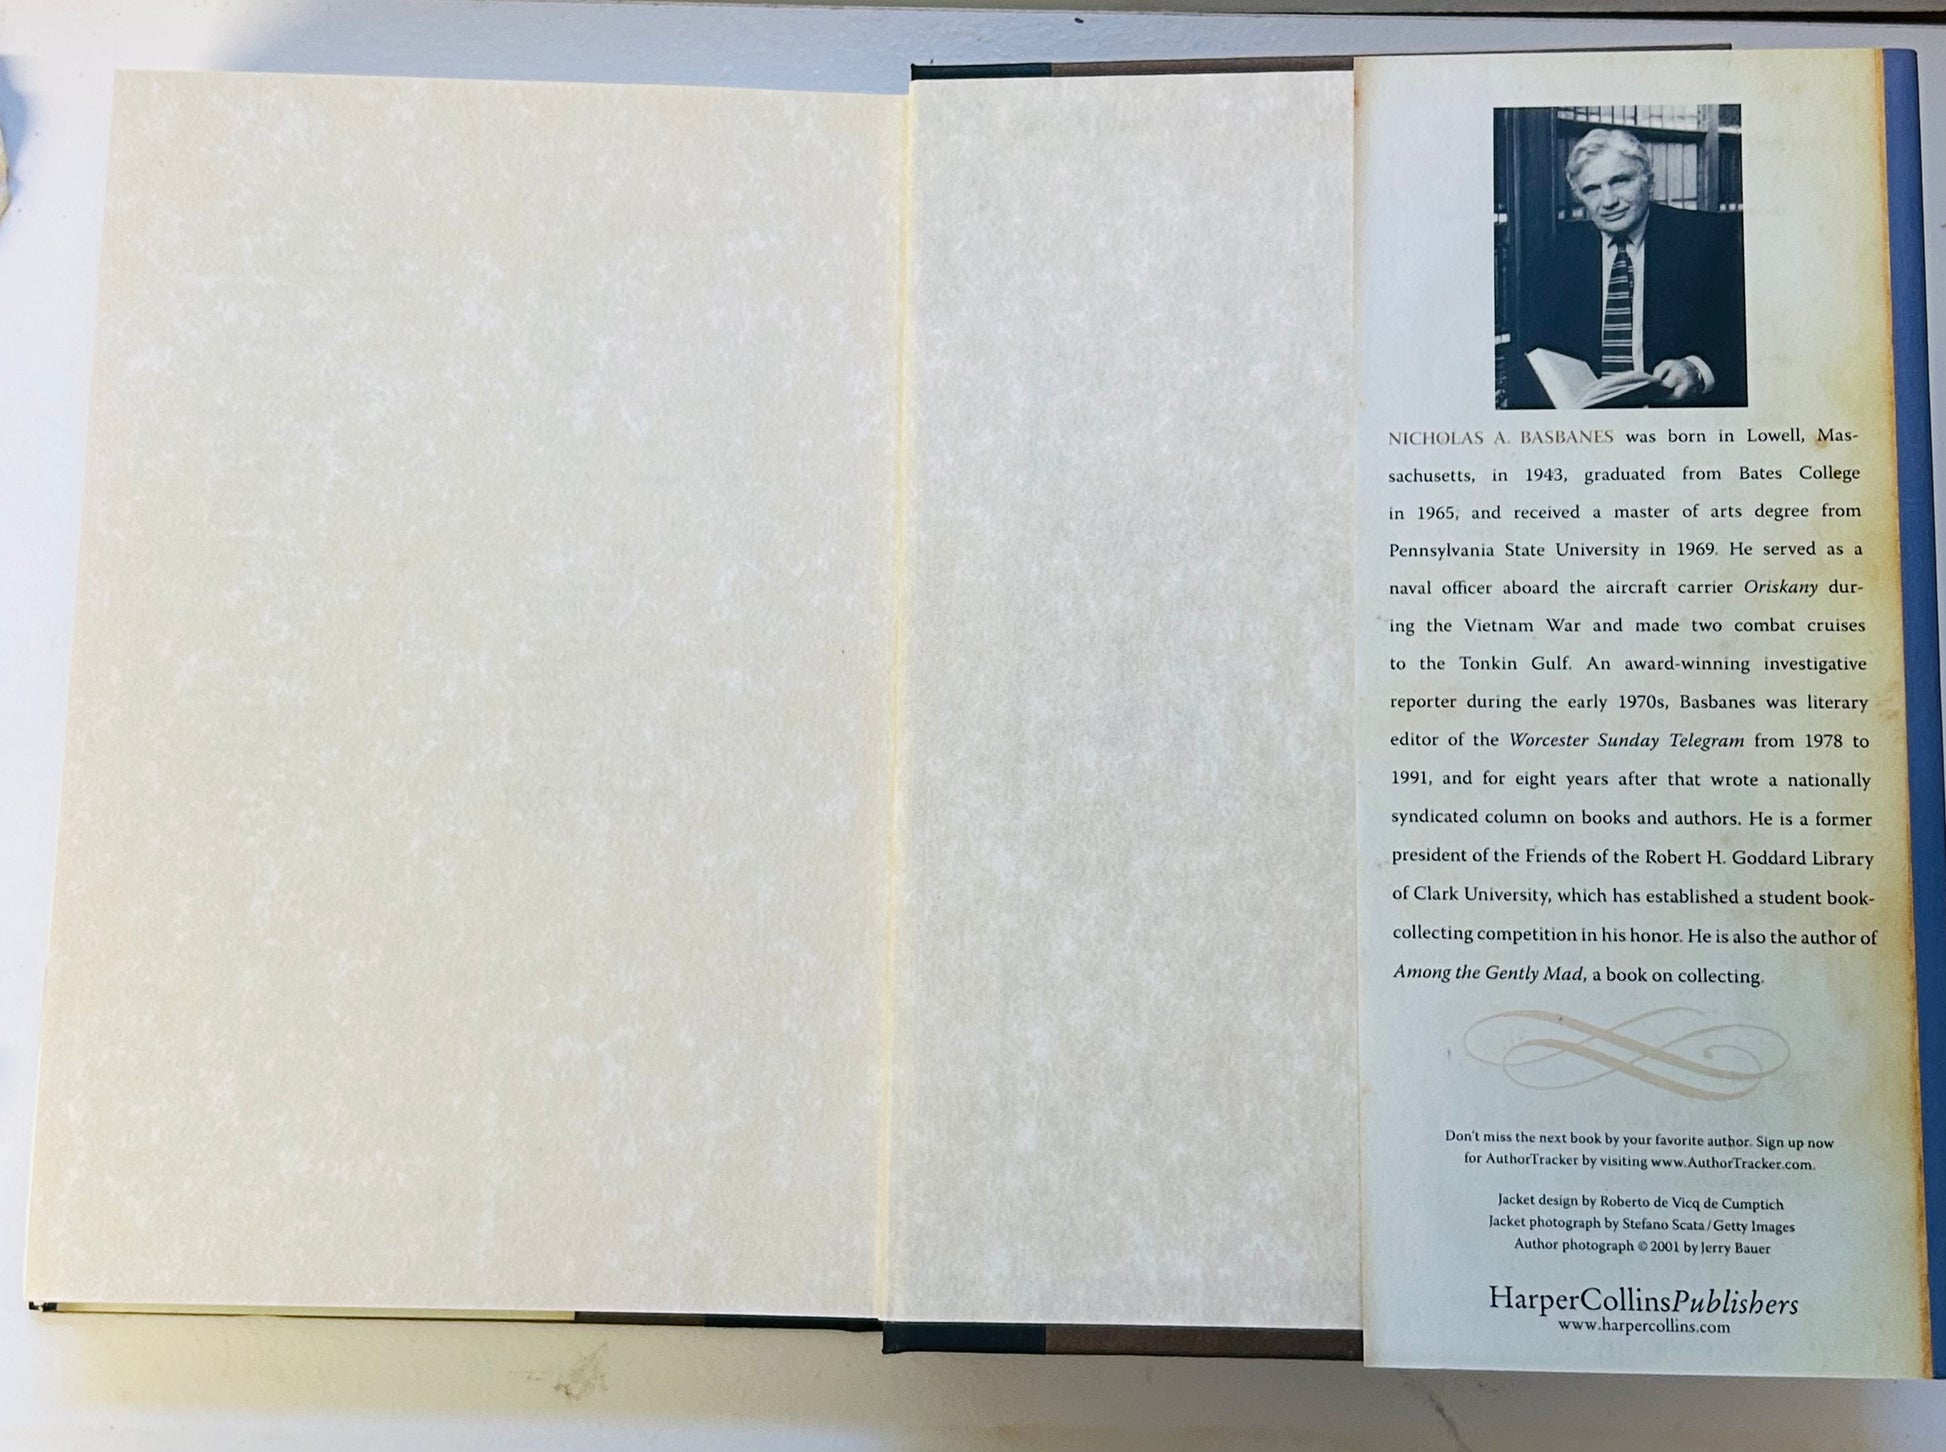 NICHOLAS A. BASBANES was born in Lowell, Mas-
sachusetts, in 1943, graduated from Bates College
in 1965, and received a master of arts degree from
Pennsylvania State University in 1969. He served as a
naval officer aboard the aircraft carrier Oriskany dur-
ing the Vietnam War and made two combat cruises
to the Tonkin Gulf. An award-winning investigative
reporter during the early 1970s, Basbanes was literary
editor of the Worcester Sunday Telegram from 1978 to
1991, and for eight years after that wrote a nationally
syndicated column on books and authors. He is a former
president of the Friends of the Robert H. Goddard Library
of Clark University, which has established a student book-
collecting competition in his honor. He is also the author of
Among the Gently Mad, a book on collecting.
Don't miss the next book by your favorite author. Sign up now
for AuthorTracker by visiting www.AuthorTracker.com.
Jacket design by Roberto de Vicq de Cumptich
Jacket photograph by Stefano Scata/Getty Images
Author photograph © 2001 by Jerry Bauer
HarperCollinsPublishers
www.harpercollins.com